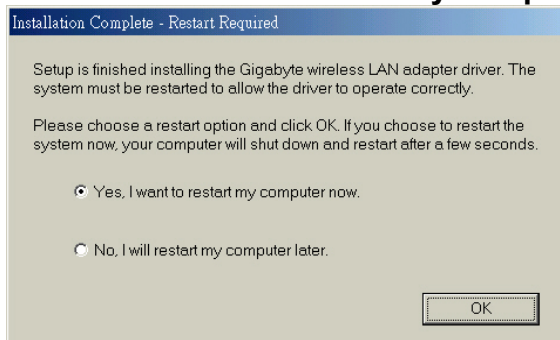 Installation Complete - Restart Required
Setup is finished installing the Gigabyte wireless LAN adapter driver. The
system must be restarted to allow the driver to operate correctly.
Please choose a restart option and click OK. If you choose to restart the
system now, your computer will shut down and restart after a few seconds.
Yes, I want to restart my computer now.
No, I will restart my computer later.
OK